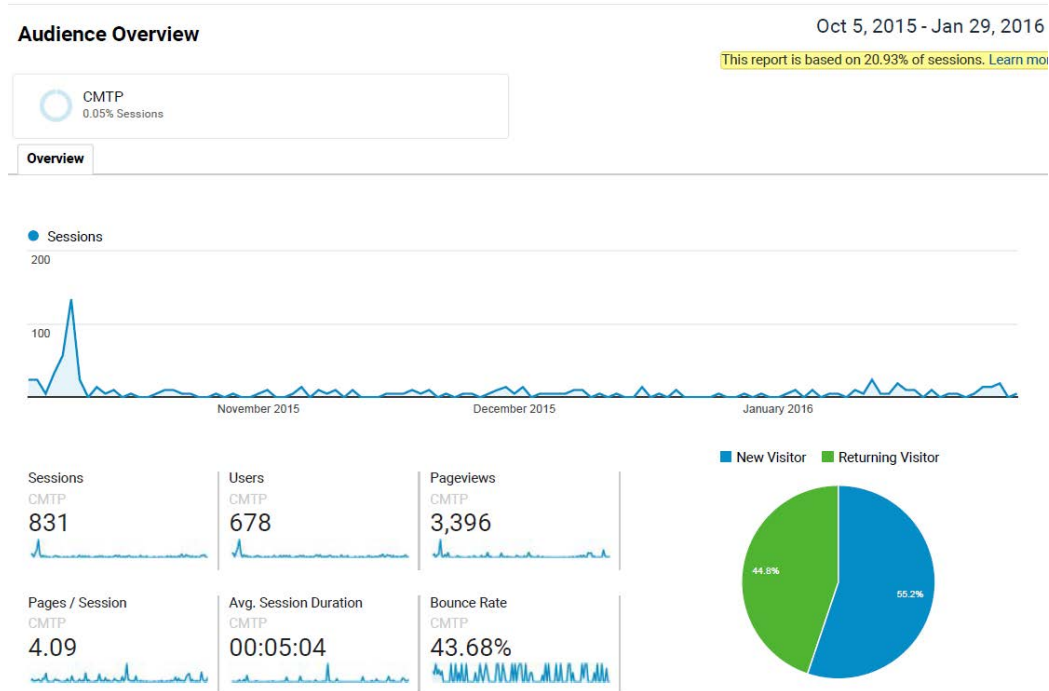 Audience Overview
Oct 5, 2015 - Jan 29, 2016
This report is based on 20.93% of sessions. Learn mor
CMTP
0.05% Sessions
Overview
Sessions
200
100
November 2015
December 2015
January 2016
Sessions
CMTP
831
Users
CMTP
678
Pageviews
CMTP
3,396
Pages / Session
CMTP
4.09
Avg. Session Duration
CMTP
00:05:04
Bounce Rate
CMTP
43.68%
New Visitor
Returning Visitor
44.8%
55.2%